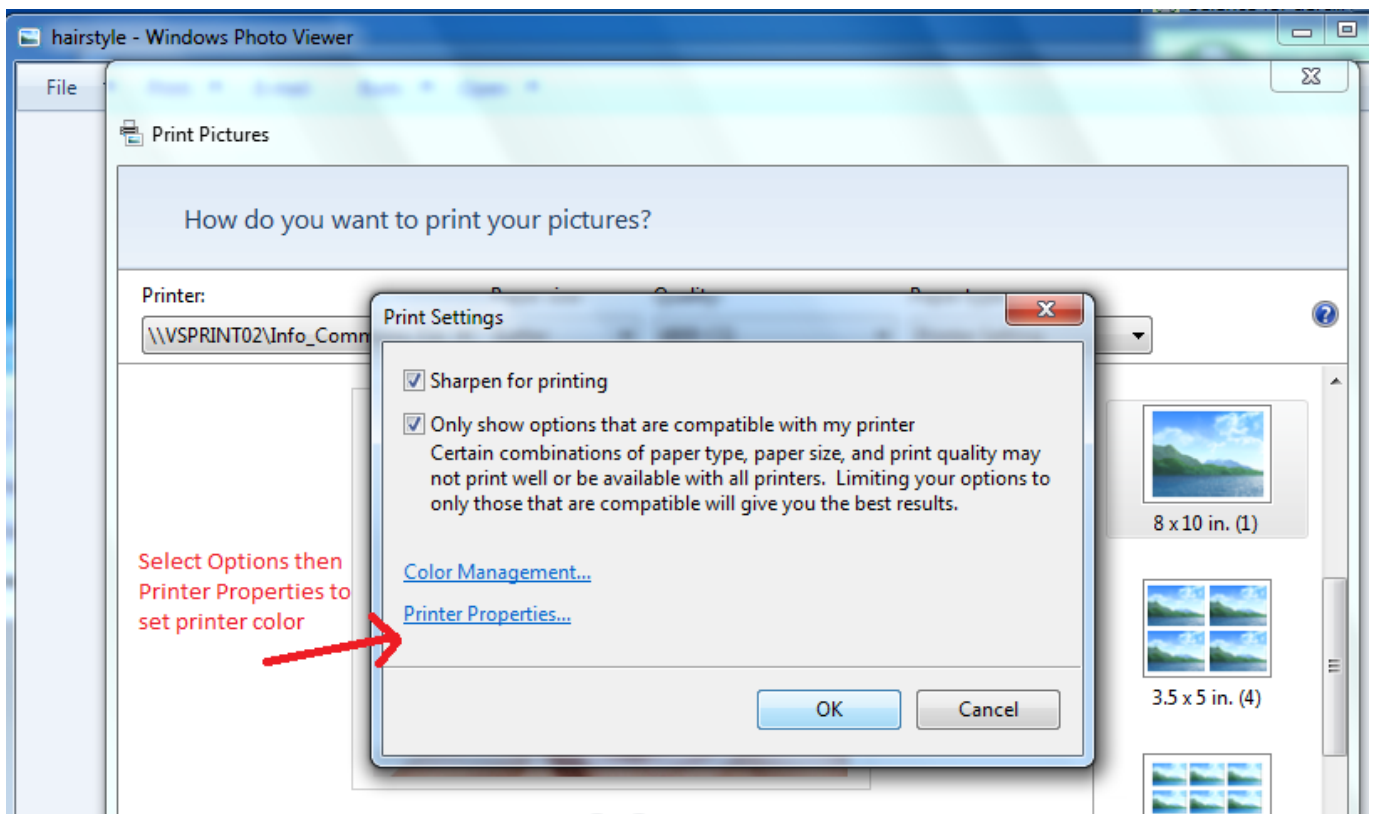 hairstyle - Windows Photo Viewer
File
Print Pictures
How do you want to print your pictures?
Printer:
\\VSPRINT02\Info_Comm
Print Settings
Sharpen for printing
Only show options that are compatible with my printer
Certain combinations of paper type, paper size, and print quality may
not print well or be available with all printers. Limiting your options to
only those that are compatible will give you the best results.
Color Management...
Printer Properties...
OK
Cancel
Select Options then
Printer Properties to
set printer color
8 x 10 in. (1)
3.5 x 5 in. (4)